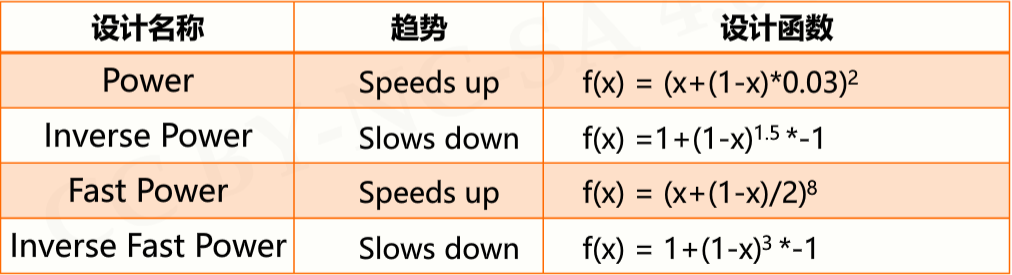 设计名称 趋势 设计函数
Power Speeds up f(x) = (x+(1-x)*0.03)²
Inverse Power Slows down f(x) =1+(1-x)¹·⁵ *-1
Fast Power Speeds up f(x) = (x+(1-x)/2)⁸
Inverse Fast Power Slows down f(x) = 1+(1-x)³ *-1
CC BY-NC-SA 4